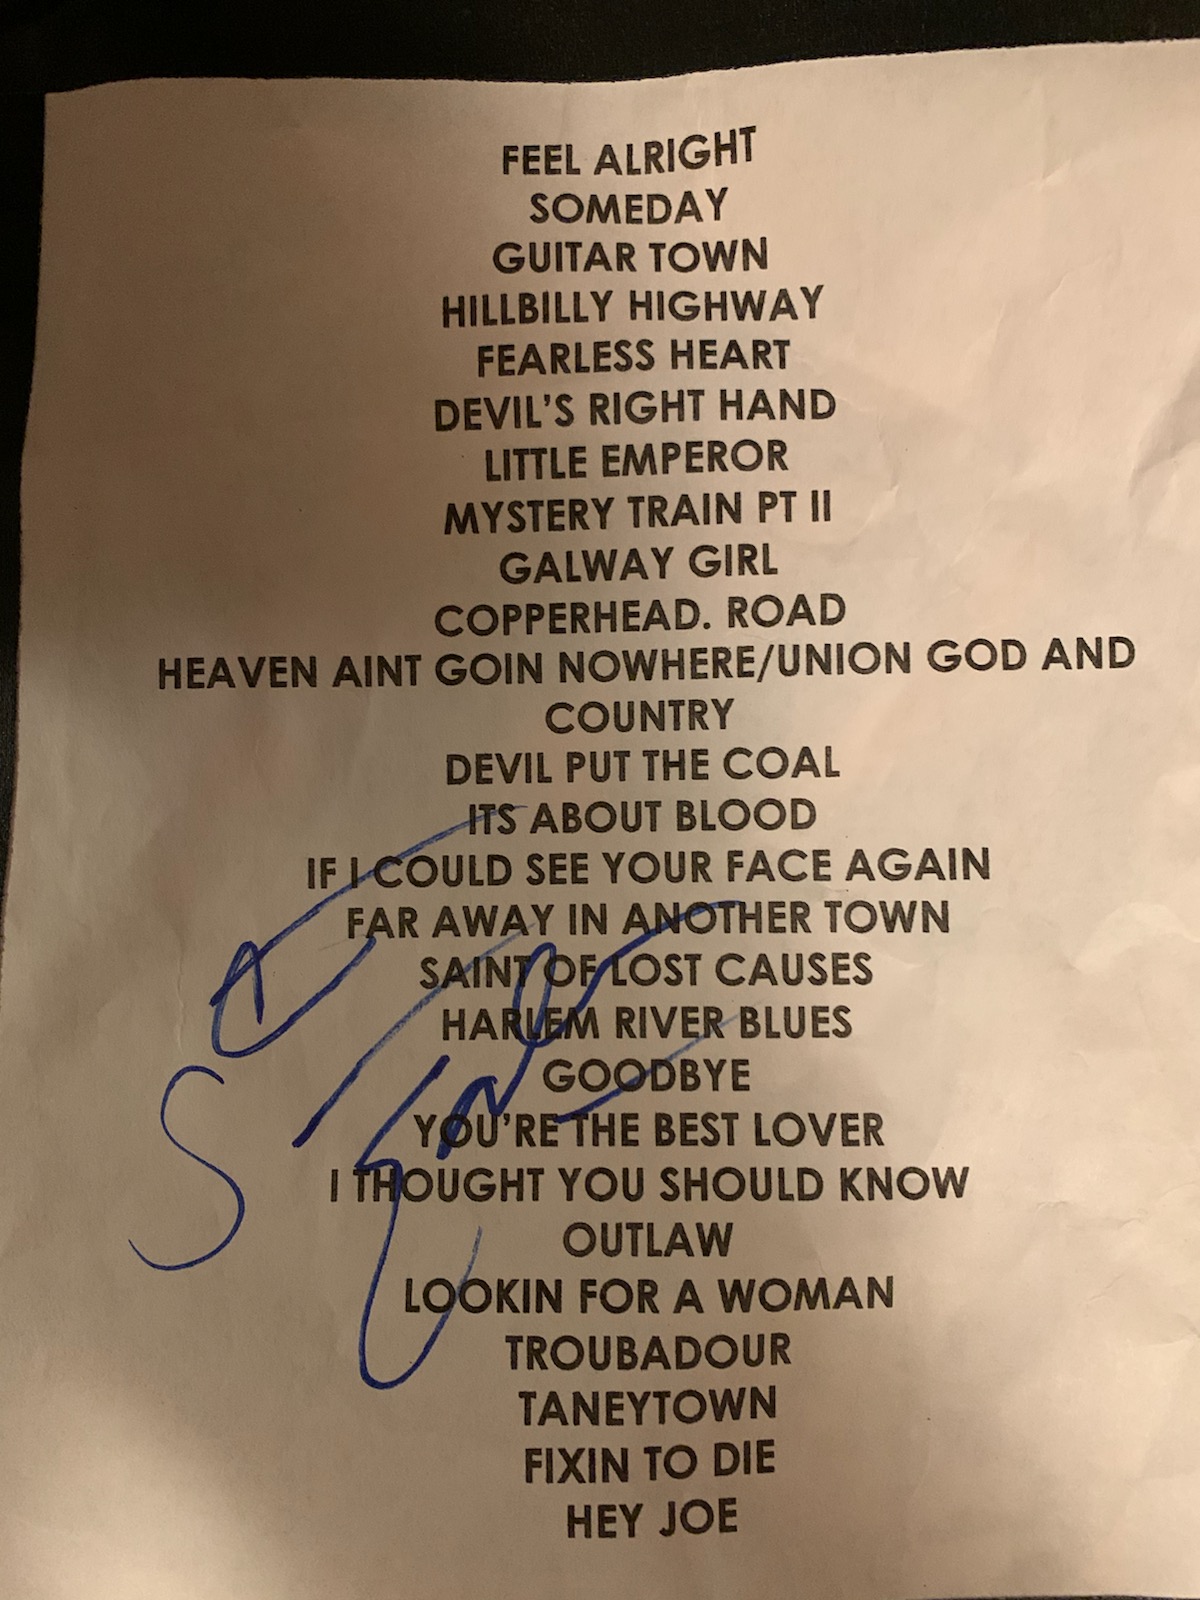 FEEL ALRIGHT
SOMEDAY
GUITAR TOWN
HILLBILLY HIGHWAY
FEARLESS HEART
DEVIL'S RIGHT HAND
LITTLE EMPEROR
MYSTERY TRAIN PT II
GALWAY GIRL
COPPERHEAD. ROAD
HEAVEN AINT GOIN NOWHERE/UNION GOD AND
COUNTRY
DEVIL PUT THE COAL
ITS ABOUT BLOOD
IF I COULD SEE YOUR FACE AGAIN
FAR AWAY IN ANOTHER TOWN
SAINT OF LOST CAUSES
HARLEM RIVER BLUES
GOODBYE
YOU'RE THE BEST LOVER
I THOUGHT YOU SHOULD KNOW
OUTLAW
LOOKIN FOR A WOMAN
TROUBADOUR
TANEYTOWN
FIXIN TO DIE
HEY JOE